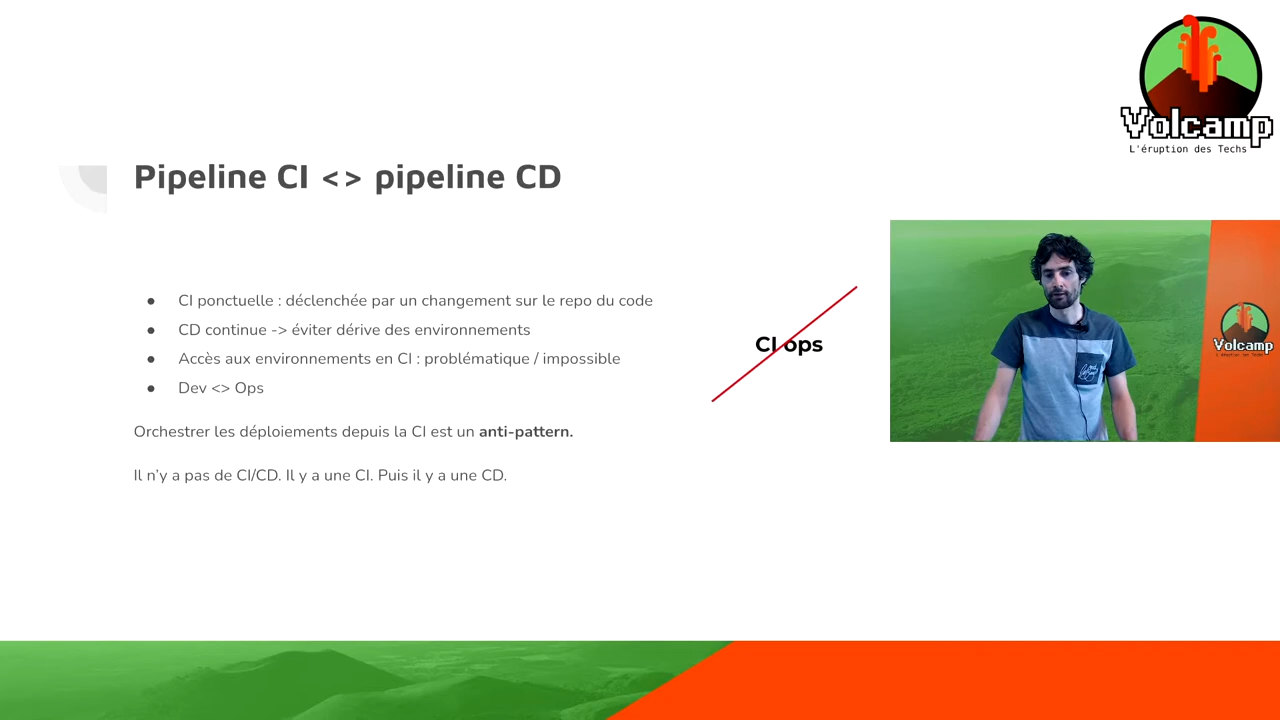 Volcamp
L'éruption des Techs
Pipeline CI <> pipeline CD
● CI ponctuelle : déclenchée par un changement sur le repo du code
● CD continue -> éviter dérive des environnements
● Accès aux environnements en CI : problématique / impossible
● Dev <> Ops
Orchestrer les déploiements depuis la CI est un anti-pattern.
Il n'y a pas de CI/CD. Il y a une CI. Puis il y a une CD.
CI ops
Volcamp
L'éruption des Techs